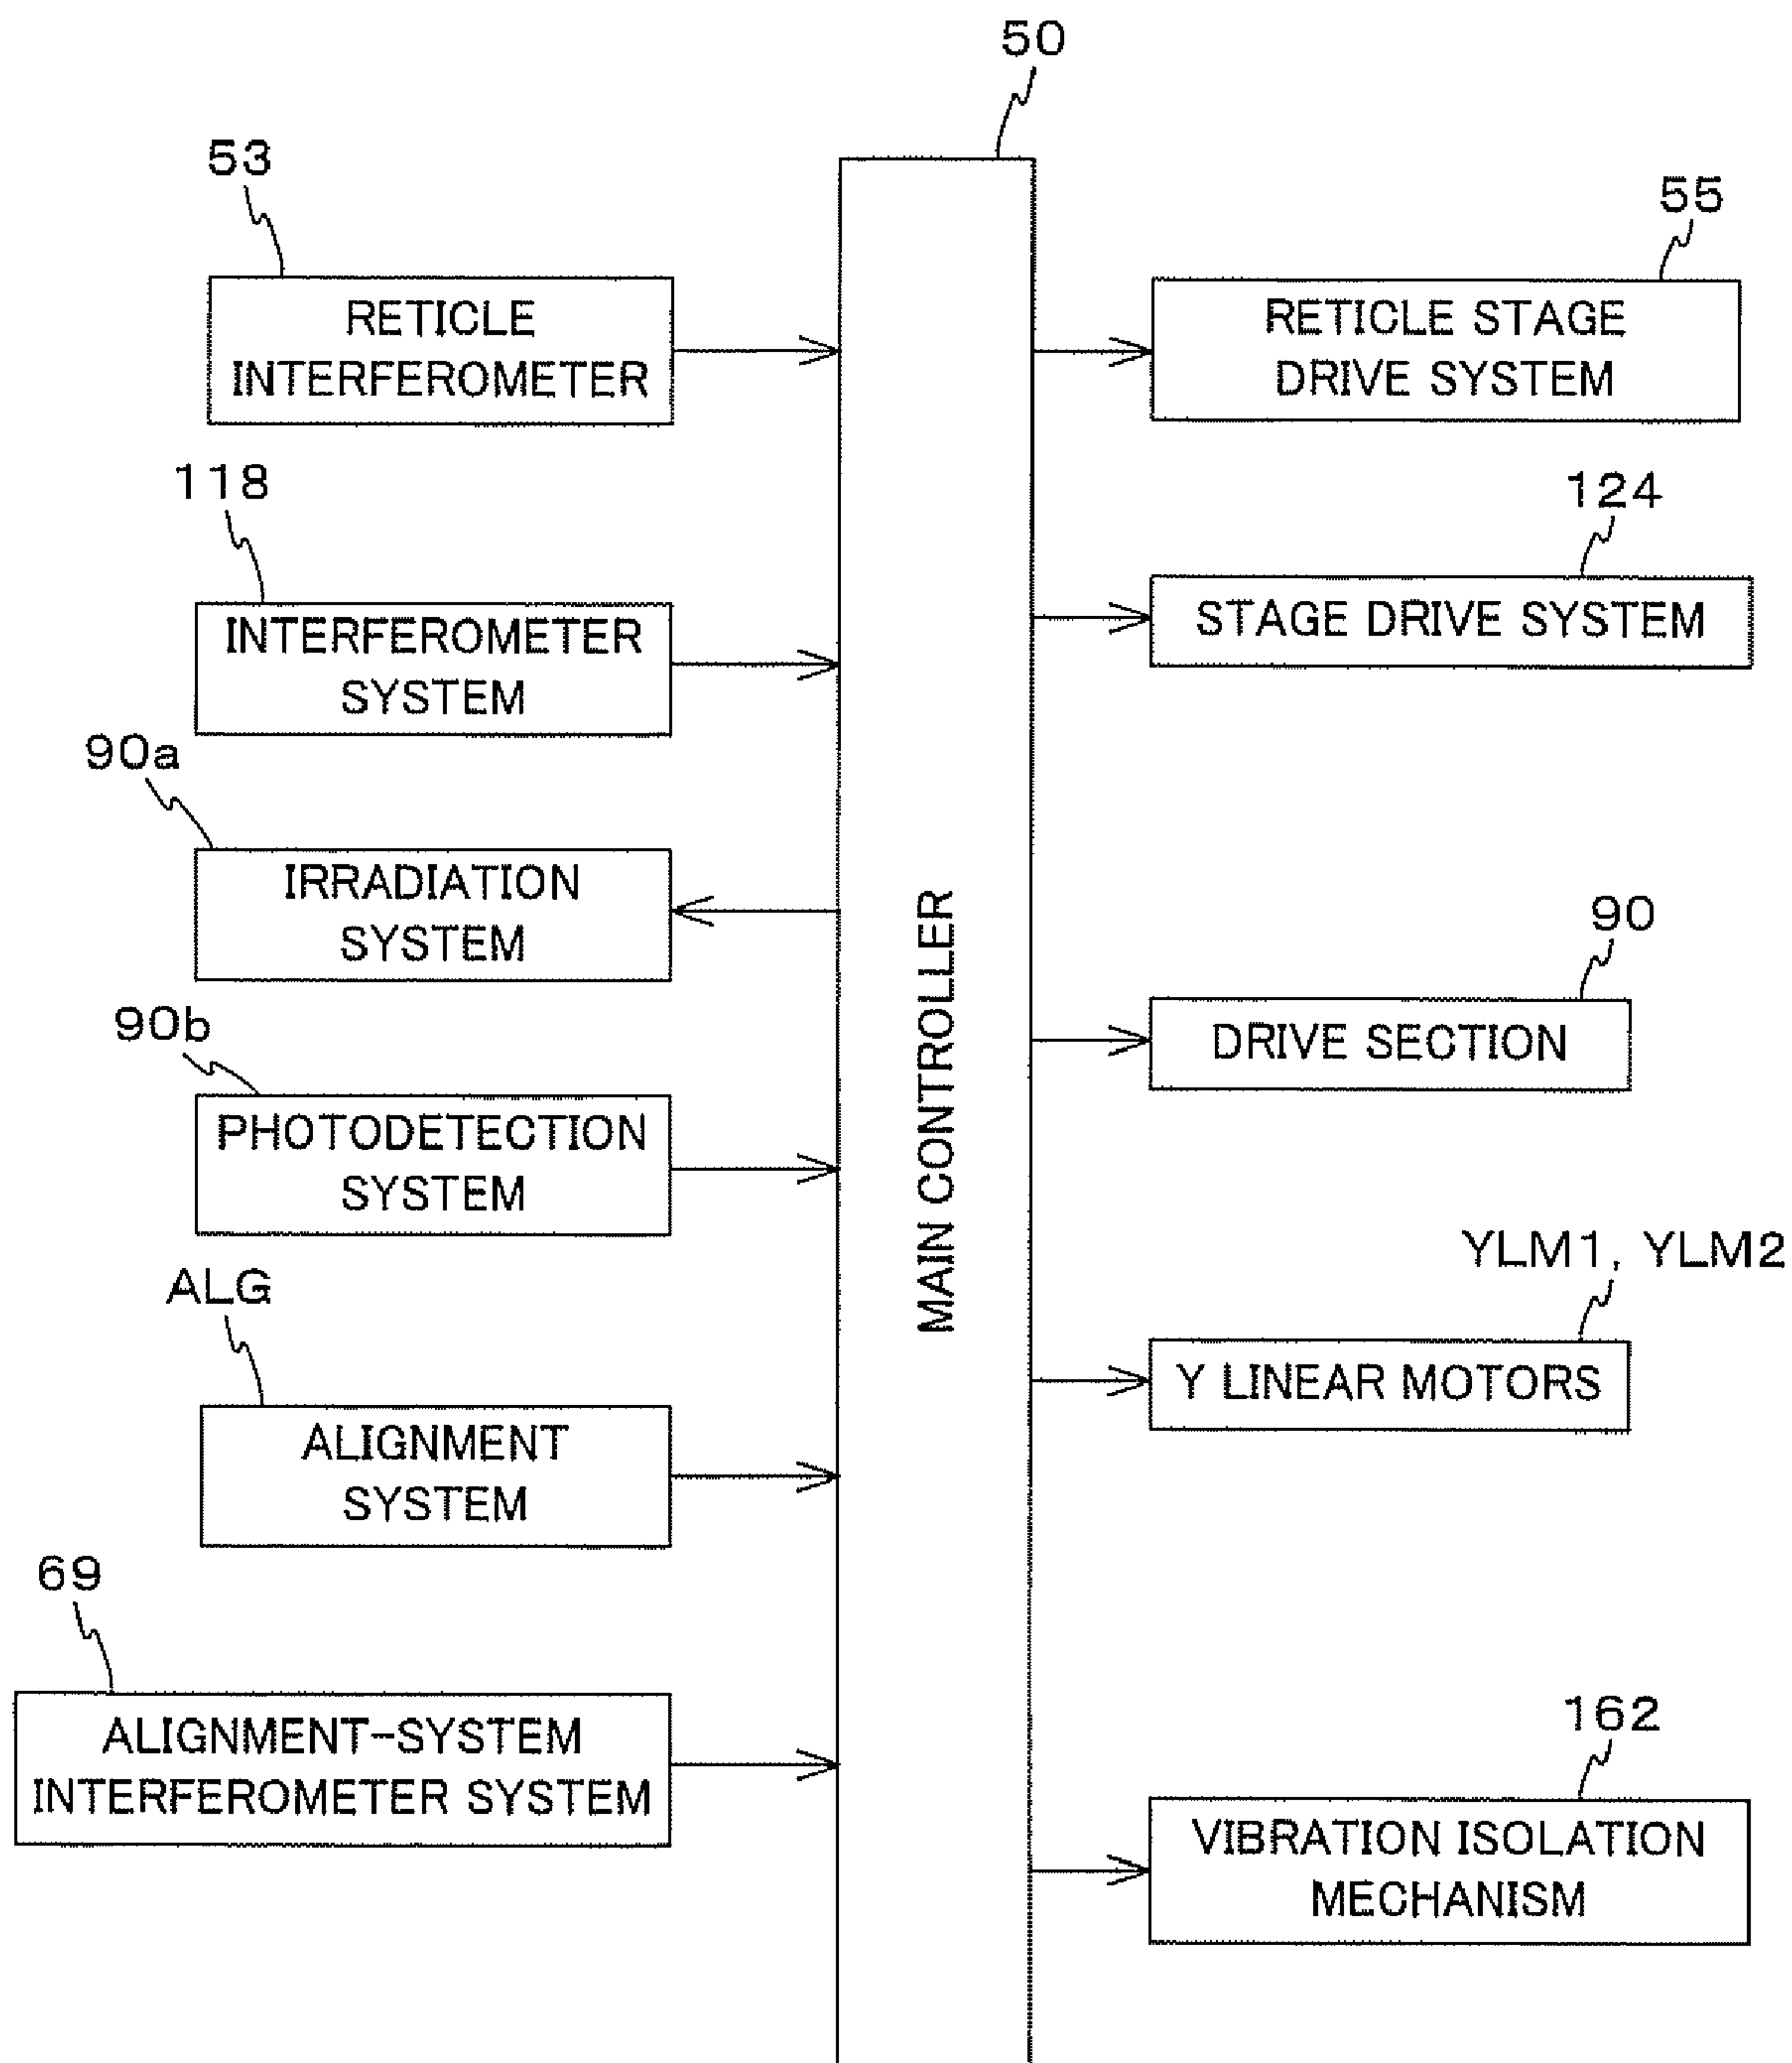 50
53
RETICLE
INTERFEROMETER
55
RETICLE STAGE
DRIVE SYSTEM
118
INTERFEROMETER
SYSTEM
124
STAGE DRIVE SYSTEM
90a
IRRADIATION
SYSTEM
MAIN CONTROLLER
90
DRIVE SECTION
90b
PHOTODETECTION
SYSTEM
YLM1, YLM2
Y LINEAR MOTORS
ALG
ALIGNMENT
SYSTEM
69
ALIGNMENT-SYSTEM
INTERFEROMETER SYSTEM
162
VIBRATION ISOLATION
MECHANISM